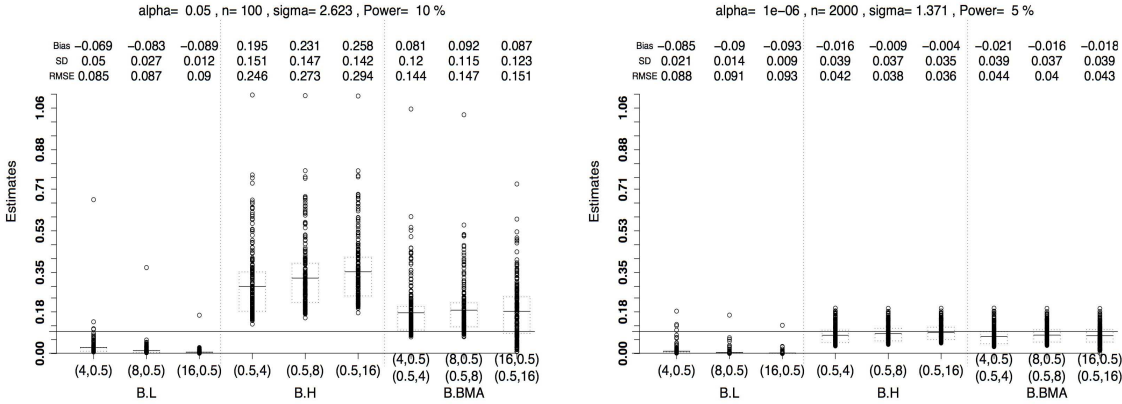 alpha= 0.05 , n= 100 , sigma= 2.623 , Power= 10 %
Bias −0.069 −0.083 −0.089 0.195 0.231 0.258 0.081 0.092 0.087
SD 0.05 0.027 0.012 0.151 0.147 0.142 0.12 0.115 0.123
RMSE 0.085 0.087 0.09 0.246 0.273 0.294 0.144 0.147 0.151
Estimates
1.06
0.88
0.71
0.53
0.35
0.18
0.00
(4,0.5) (8,0.5) (16,0.5) (0.5,4) (0.5,8) (0.5,16) (4,0.5) (8,0.5) (16,0.5)
(0.5,4) (0.5,8) (0.5,16)
B.L B.H B.BMA
alpha= 1e−06 , n= 2000 , sigma= 1.371 , Power= 5 %
Bias −0.085 −0.09 −0.093 −0.016 −0.009 −0.004 −0.021 −0.016 −0.018
SD 0.021 0.014 0.009 0.039 0.037 0.035 0.039 0.037 0.039
RMSE 0.088 0.091 0.093 0.042 0.038 0.036 0.044 0.04 0.043
Estimates
1.06
0.88
0.71
0.53
0.35
0.18
0.00
(4,0.5) (8,0.5) (16,0.5) (0.5,4) (0.5,8) (0.5,16) (4,0.5) (8,0.5) (16,0.5)
(0.5,4) (0.5,8) (0.5,16)
B.L B.H B.BMA